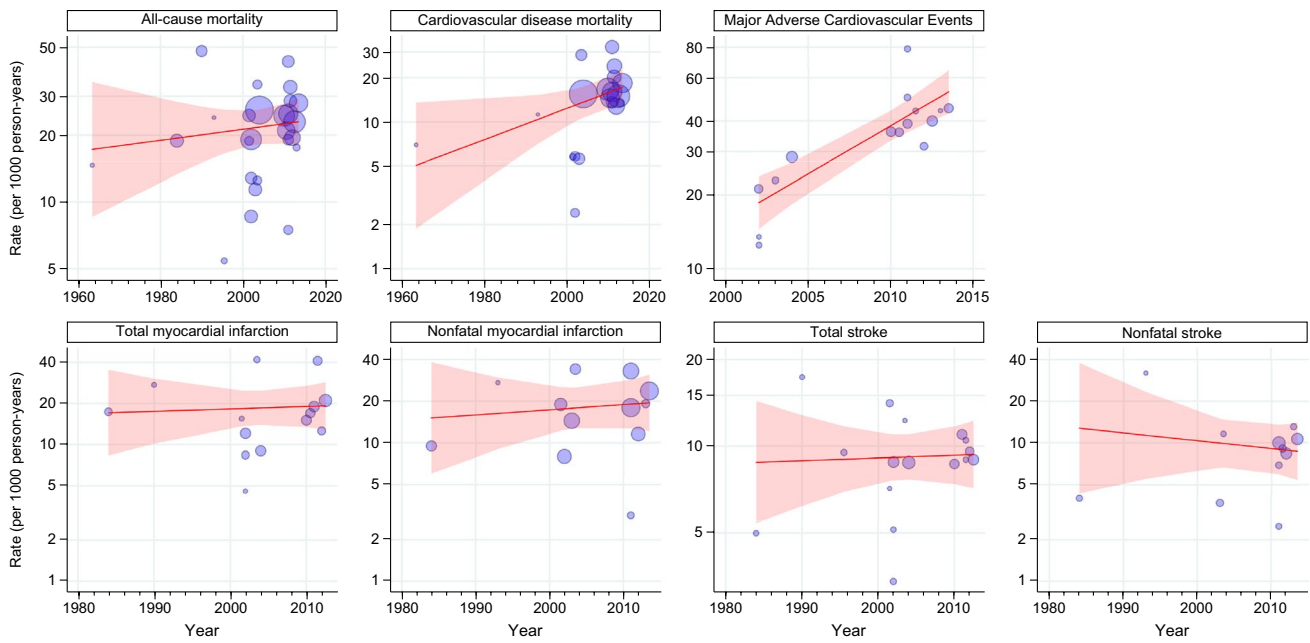 All-cause mortality
Cardiovascular disease mortality
Major Adverse Cardiovascular Events
Rate (per 1000 person-years)
50
30
20
10
5
1960 1980 2000 2020
30
20
10
5
2
1
1960 1980 2000 2020
80
60
40
30
20
10
2000 2005 2010 2015
Total myocardial infarction
Nonfatal myocardial infarction
Total stroke
Nonfatal stroke
Rate (per 1000 person-years)
40
20
10
5
2
1
1980 1990 2000 2010
Year
40
20
10
5
2
1
1980 1990 2000 2010
Year
20
15
10
5
1980 1990 2000 2010
Year
40
20
10
5
2
1
1980 1990 2000 2010
Year